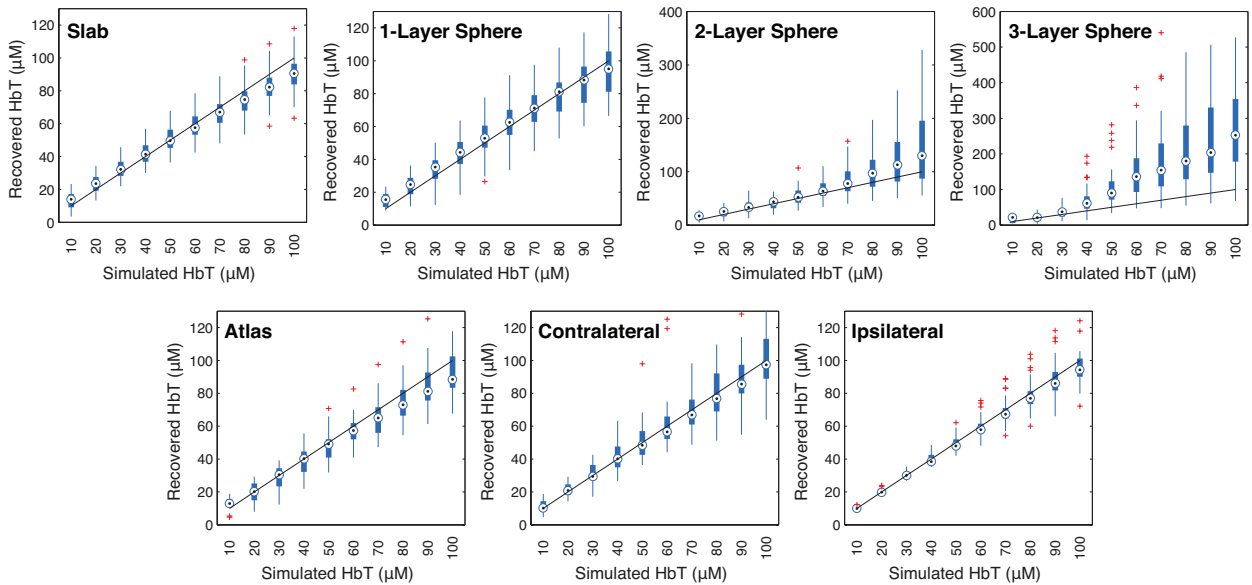 Slab
Recovered HbT (μM)
120
100
80
60
40
20
0
10 20 30 40 50 60 70 80 90 100
Simulated HbT (μM)
1-Layer Sphere
Recovered HbT (μM)
120
100
80
60
40
20
0
10 20 30 40 50 60 70 80 90 100
Simulated HbT (μM)
2-Layer Sphere
Recovered HbT (μM)
400
300
200
100
0
10 20 30 40 50 60 70 80 90 100
Simulated HbT (μM)
3-Layer Sphere
Recovered HbT (μM)
600
500
400
300
200
100
0
10 20 30 40 50 60 70 80 90 100
Simulated HbT (μM)
Atlas
Recovered HbT (μM)
120
100
80
60
40
20
0
10 20 30 40 50 60 70 80 90 100
Simulated HbT (μM)
Contralateral
Recovered HbT (μM)
120
100
80
60
40
20
0
10 20 30 40 50 60 70 80 90 100
Simulated HbT (μM)
Ipsilateral
Recovered HbT (μM)
120
100
80
60
40
20
0
10 20 30 40 50 60 70 80 90 100
Simulated HbT (μM)